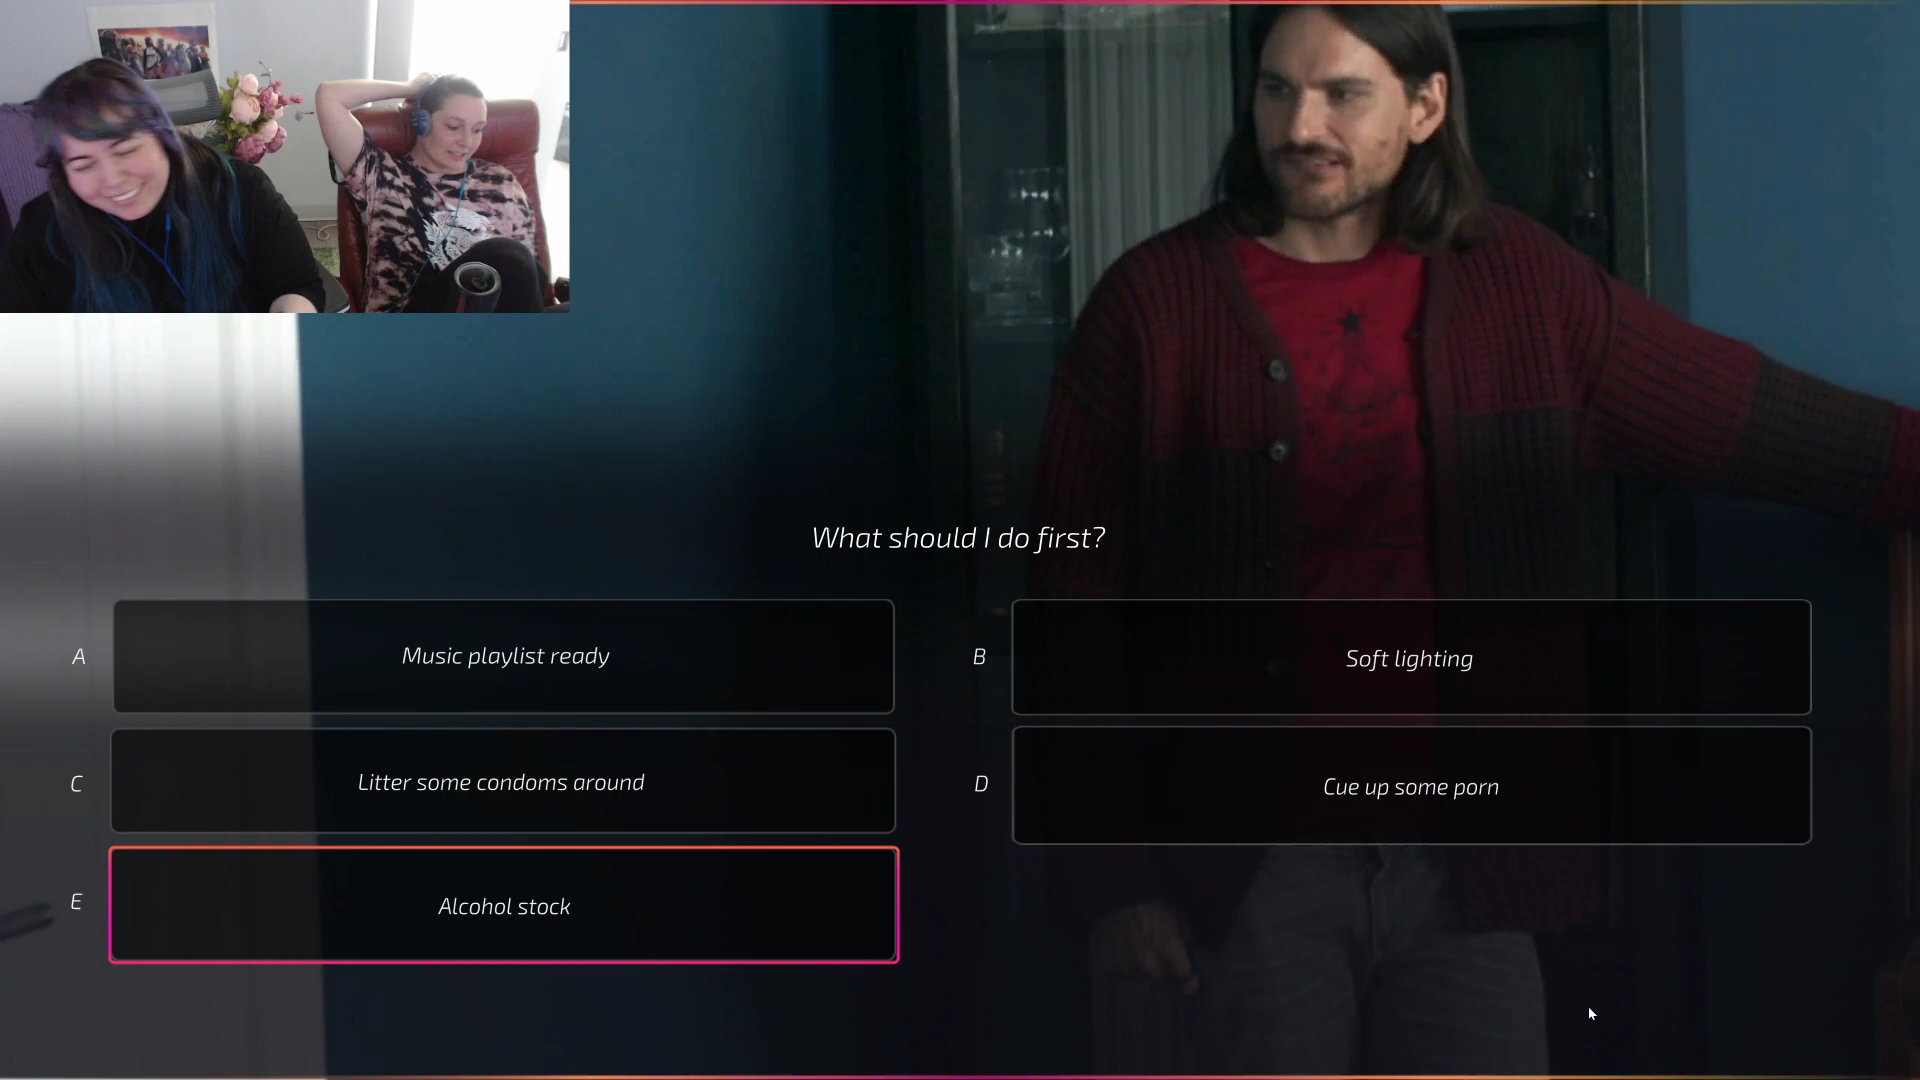 What should I do first?
A Music playlist ready
B Soft lighting
C Litter some condoms around
D Cue up some porn
E Alcohol stock